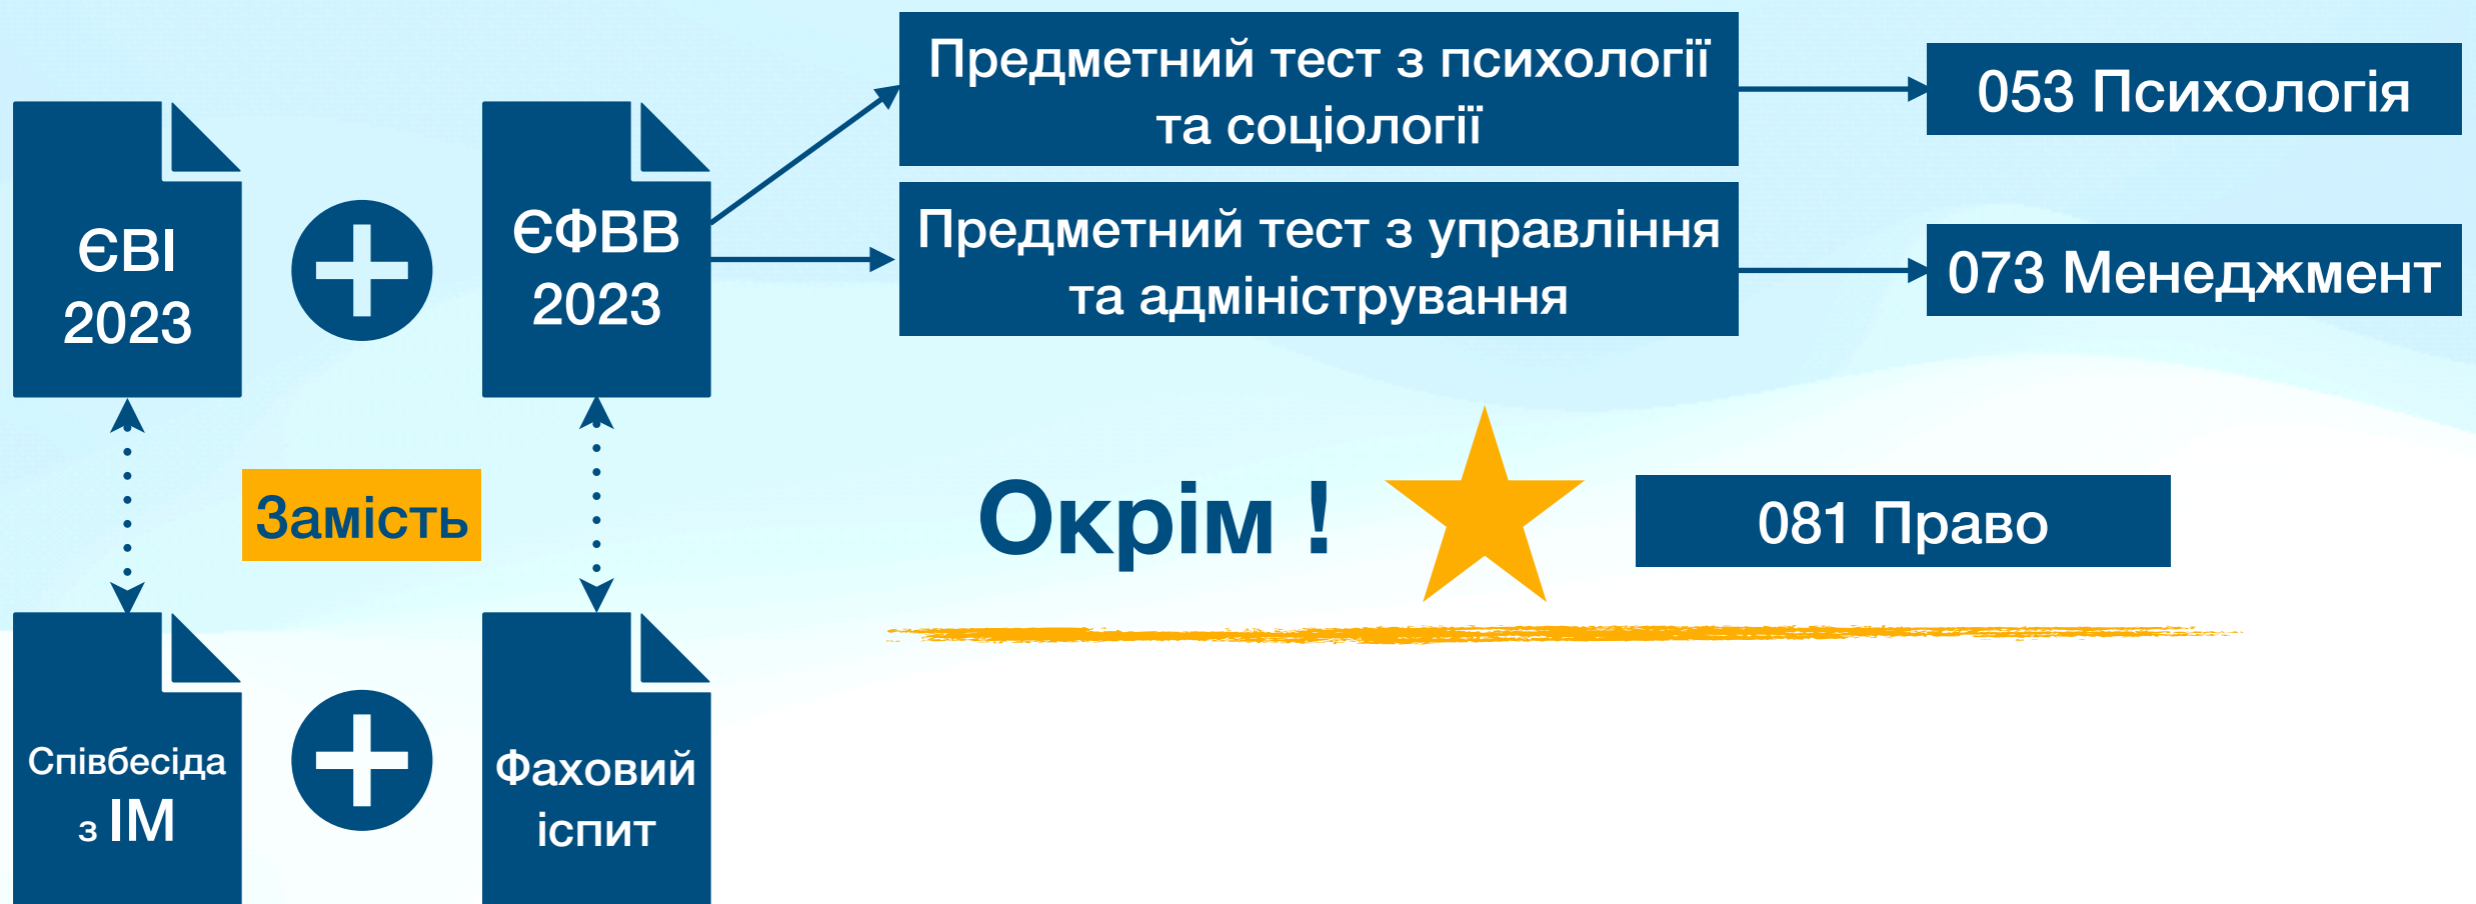 ЄВІ
2023
ЄФВВ
2023
Предметний тест з психології
та соціології
053 Психологія
Предметний тест з управління
та адміністрування
073 Менеджмент
Замість
Окрім !
081 Право
Співбесіда
з ІМ
Фаховий
іспит